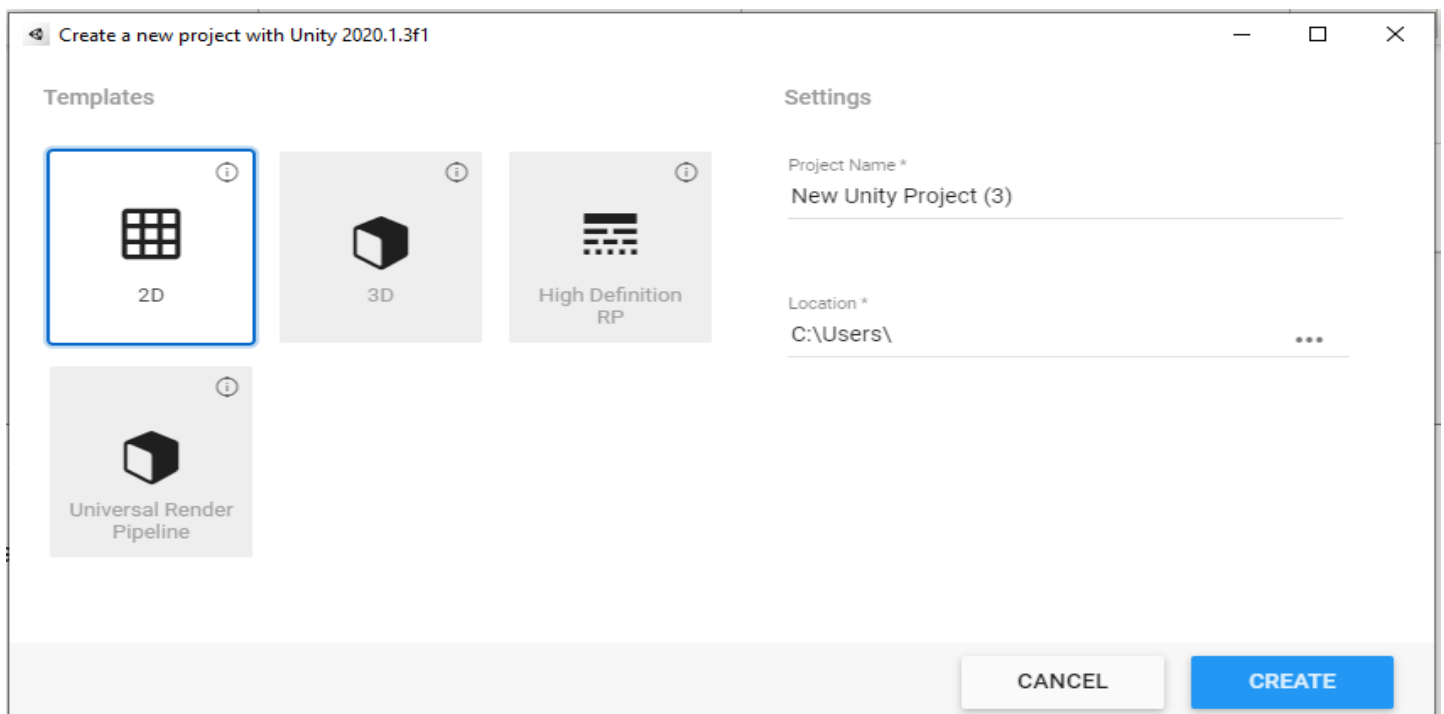 Create a new project with Unity 2020.1.3f1
Templates
2D
3D
High Definition
RP
Universal Render
Pipeline
Settings
Project Name *
New Unity Project (3)
Location *
C:\Users\
CANCEL
CREATE